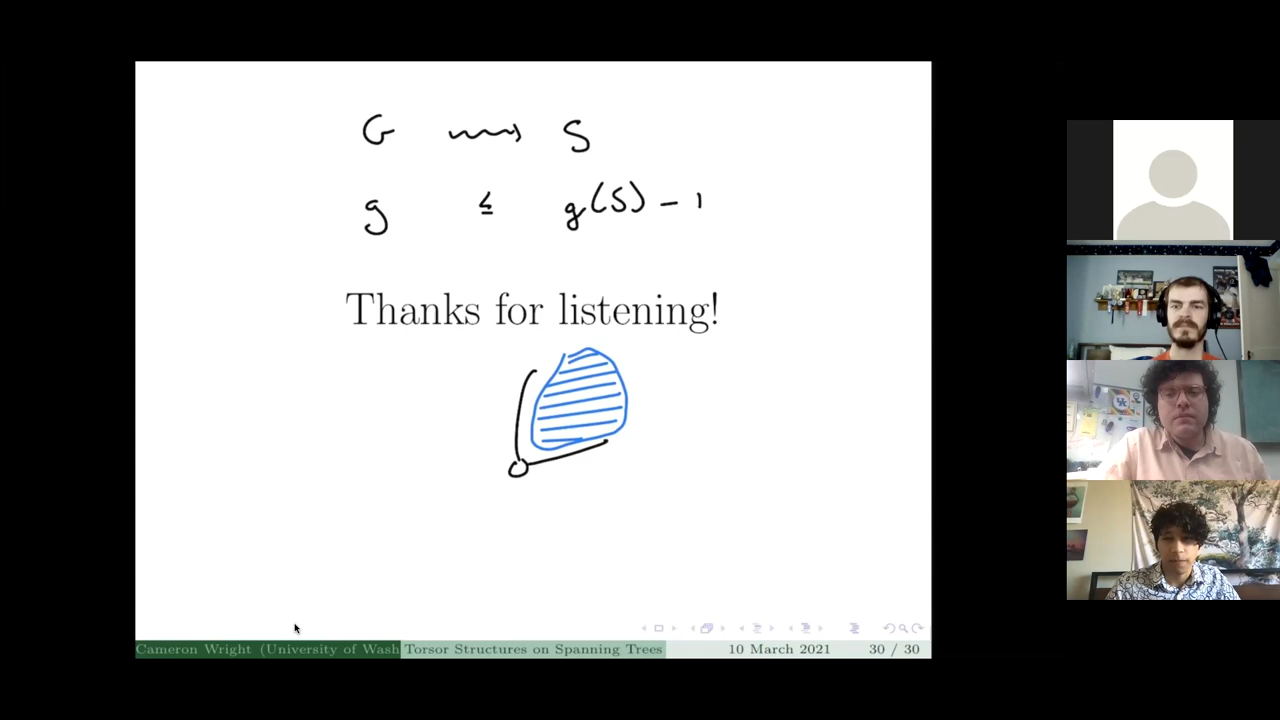 G ⟿ S
g ≤ g(S) - 1
Thanks for listening!
Cameron Wright (University of Wash
Torsor Structures on Spanning Trees
10 March 2021
30 / 30